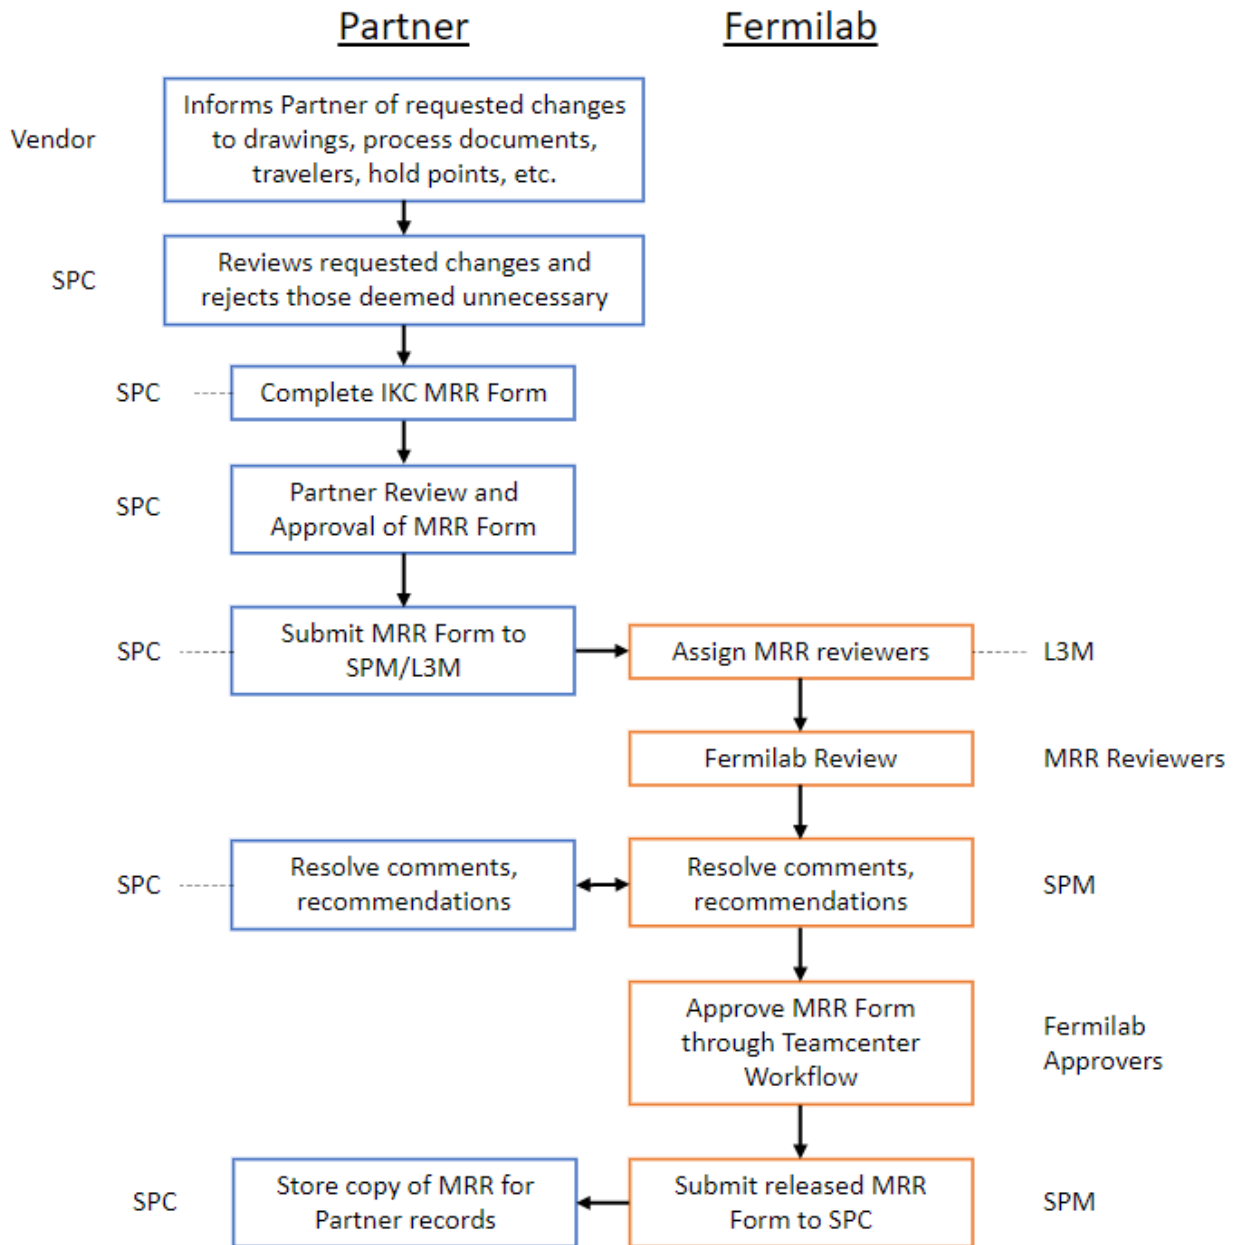 Partner
Fermilab
Vendor
Informs Partner of requested changes
to drawings, process documents,
travelers, hold points, etc.
SPC
Reviews requested changes and
rejects those deemed unnecessary
SPC
Complete IKC MRR Form
SPC
Partner Review and
Approval of MRR Form
SPC
Submit MRR Form to
SPM/L3M
Assign MRR reviewers
L3M
Fermilab Review
MRR Reviewers
SPC
Resolve comments,
recommendations
Resolve comments,
recommendations
SPM
Approve MRR Form
through Teamcenter
Workflow
Fermilab
Approvers
SPC
Store copy of MRR for
Partner records
Submit released MRR
Form to SPC
SPM